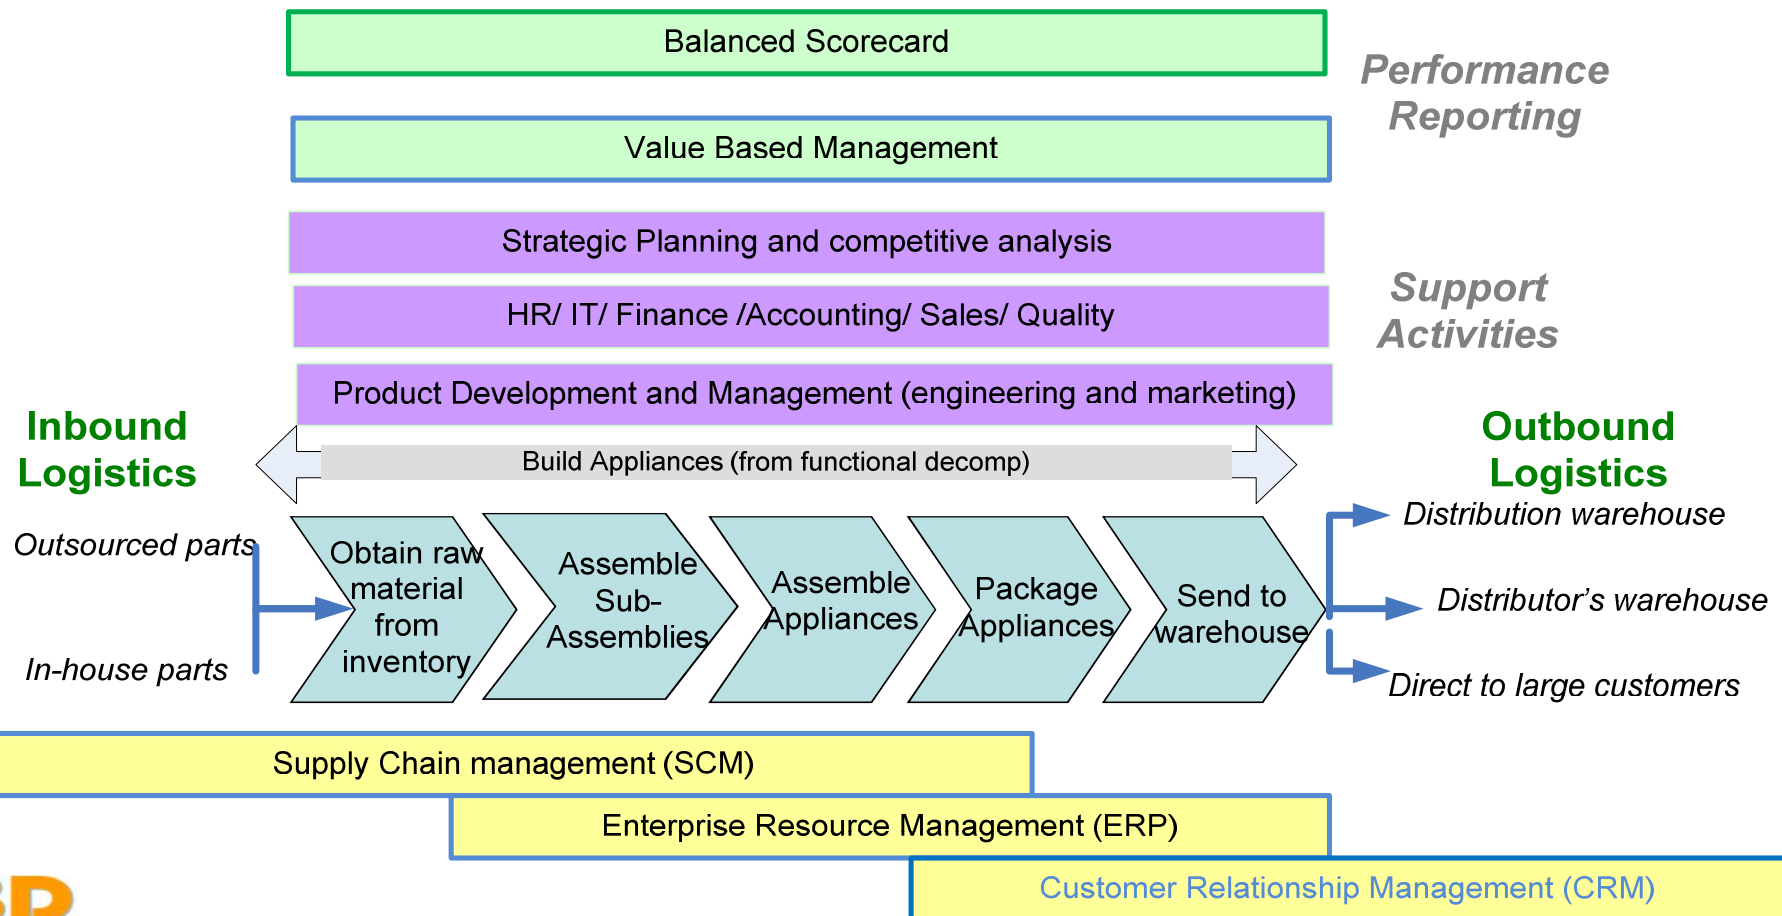 Balanced Scorecard
Performance
Reporting
Value Based Management
Strategic Planning and competitive analysis
HR/ IT/ Finance /Accounting/ Sales/ Quality
Support
Activities
Product Development and Management (engineering and marketing)
Inbound
Logistics
Build Appliances (from functional decomp)
Outbound
Logistics
Outsourced parts
In-house parts
Obtain raw
material
from
inventory
Assemble
Sub-
Assemblies
Assemble
Appliances
Package
Appliances
Send to
warehouse
Distribution warehouse
Distributor's warehouse
Direct to large customers
Supply Chain management (SCM)
Enterprise Resource Management (ERP)
Customer Relationship Management (CRM)